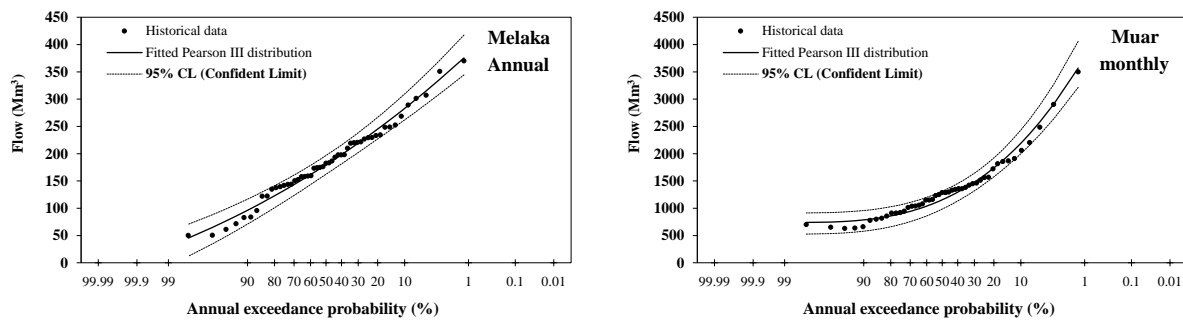 450
400
350
300
250
200
150
100
50
0
Flow (Mm³)
Historical data
Fitted Pearson III distribution
95% CL (Confident Limit)
Melaka
Annual
99.99 99.9 99 90 80 70 60 50 40 30 20 10 1 0.1 0.01
Annual exceedance probability (%)
4500
4000
3500
3000
2500
2000
1500
1000
500
0
Flow (Mm³)
Historical data
Fitted Pearson III distribution
95% CL (Confident Limit)
Muar
monthly
99.99 99.9 99 90 80 70 60 50 40 30 20 10 1 0.1 0.01
Annual exceedance probability (%)